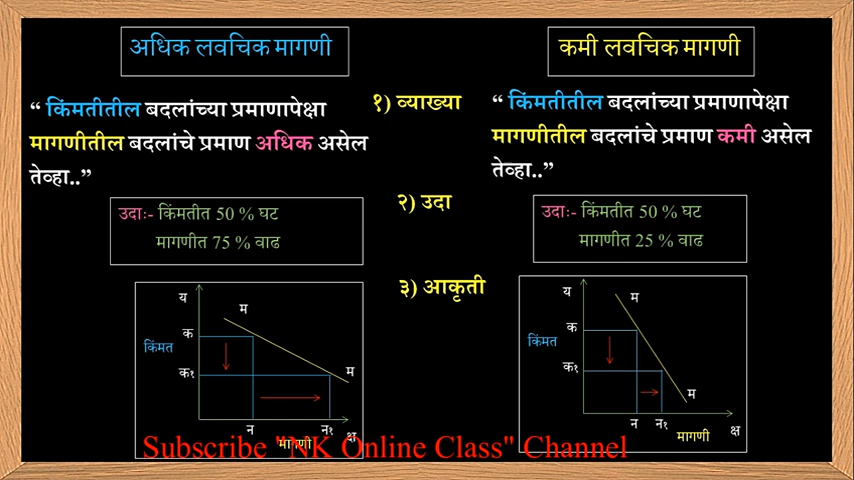 अधिक लवचिक मागणी
कमी लवचिक मागणी
“ किंमतीतील बदलांच्या प्रमाणापेक्षा
मागणीतील बदलांचे प्रमाण अधिक असेल
तेव्हा..”
१) व्याख्या
“ किंमतीतील बदलांच्या प्रमाणापेक्षा
मागणीतील बदलांचे प्रमाण कमी असेल
तेव्हा..”
उदाः- किंमतीत 50 % घट
मागणीत 75 % वाढ
२) उदा
उदाः- किंमतीत 50 % घट
मागणीत 25 % वाढ
३) आकृती
य
म
क
किंमत
क१
म
न
न१
क्ष
मागणी
य
म
क
किंमत
क१
म
न
न१
मागणी
क्ष
Subscribe "NK Online Class" Channel